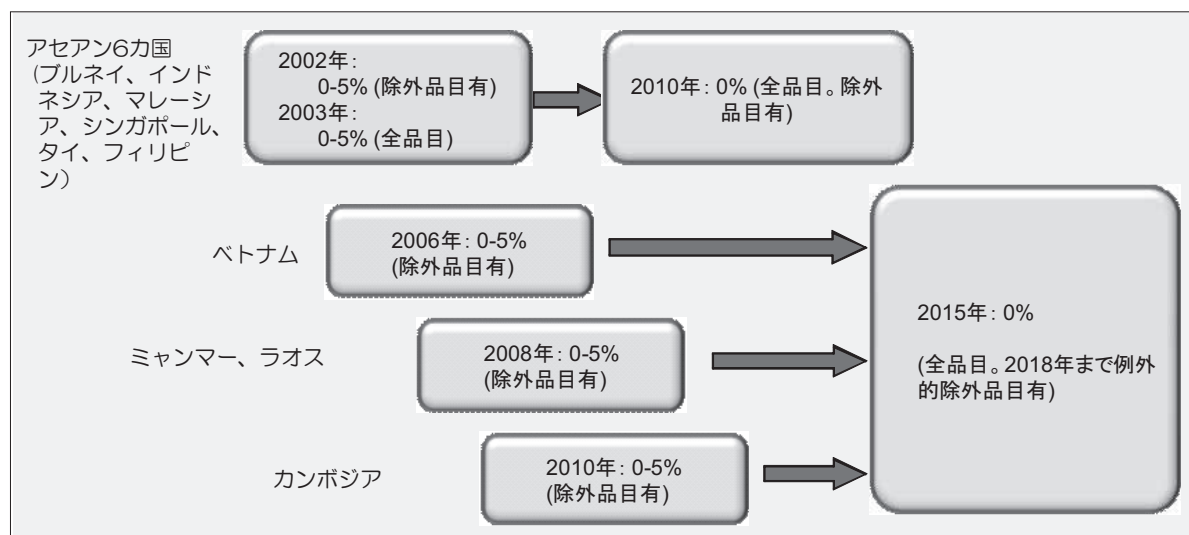 アセアン6カ国
(ブルネイ、インド
ネシア、マレーシ
ア、シンガポール、
タイ、フィリピ
ン）
2002年:
0-5% (除外品目有)
2003年:
0-5% (全品目)
2010年: 0% (全品目。除外
品目有)
ベトナム
2006年: 0-5%
(除外品目有)
ミャンマー、ラオス
2008年: 0-5%
(除外品目有)
カンボジア
2010年: 0-5%
(除外品目有)
2015年: 0%
(全品目。2018年まで例外
的除外品目有)